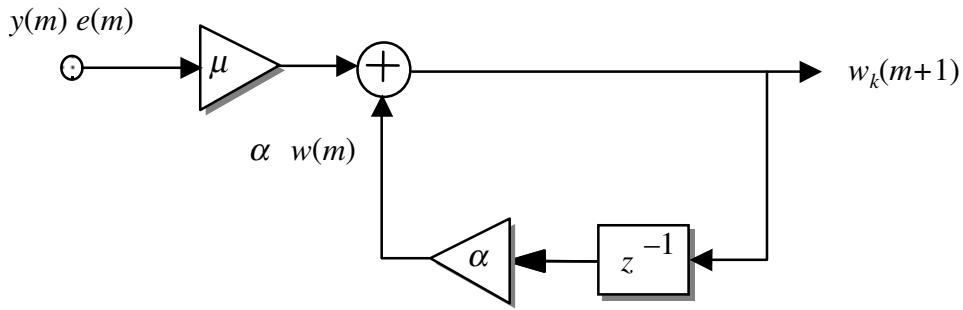 y(m) e(m)
μ
+
w_k(m+1)
α w(m)
α
z^{-1}